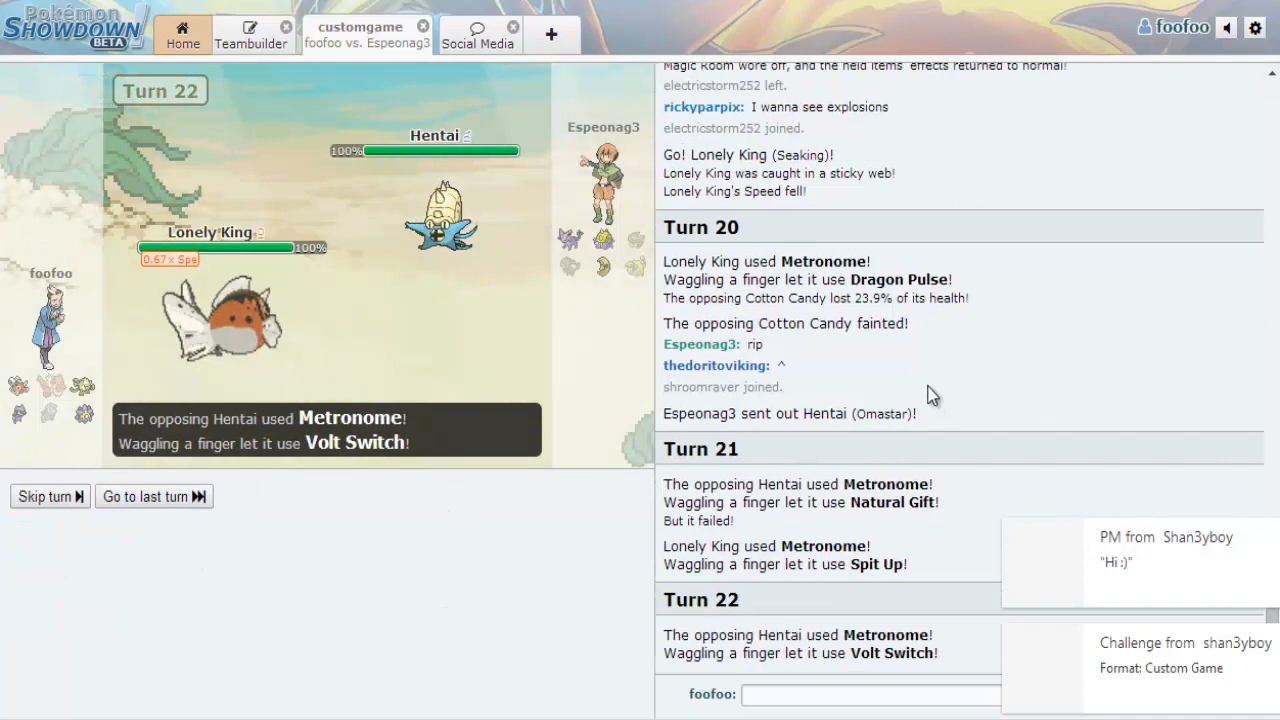 Pokémon
SHOWDOWN!
BETA
Home
Teambuilder
customgame
foofoo vs. Espeonag3
Social Media
+
foofoo
Turn 22
Hentai
100%
Espeonag3
Lonely King
100%
0.67× Spe
foofoo
The opposing Hentai used Metronome!
Waggling a finger let it use Volt Switch!
Skip turn
Go to last turn
Magic Room wore off, and the held items' effects returned to normal!
electricstorm252 left.
rickyparpix: I wanna see explosions
electricstorm252 joined.
Go! Lonely King (Seaking)!
Lonely King was caught in a sticky web!
Lonely King's Speed fell!
Turn 20
Lonely King used Metronome!
Waggling a finger let it use Dragon Pulse!
The opposing Cotton Candy lost 23.9% of its health!
The opposing Cotton Candy fainted!
Espeonag3: rip
thedoritoviking: ^
shroomraver joined.
Espeonag3 sent out Hentai (Omastar)!
Turn 21
The opposing Hentai used Metronome!
Waggling a finger let it use Natural Gift!
But it failed!
Lonely King used Metronome!
Waggling a finger let it use Spit Up!
Turn 22
The opposing Hentai used Metronome!
Waggling a finger let it use Volt Switch!
foofoo:
PM from Shan3yboy
"Hi :)"
Challenge from shan3yboy
Format: Custom Game